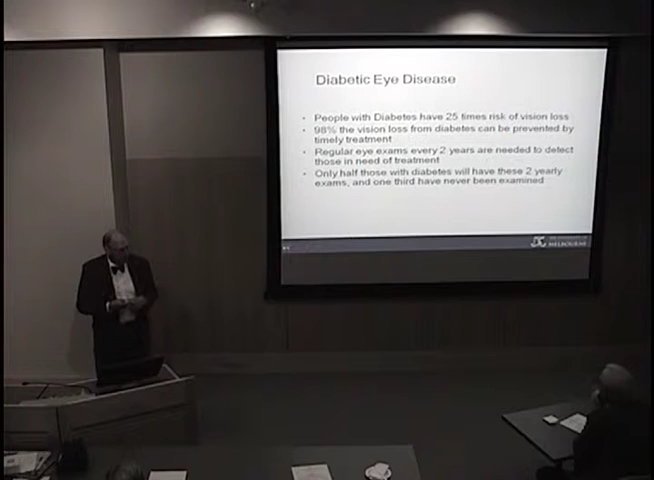 Diabetic Eye Disease
• People with Diabetes have 25 times risk of vision loss
• 98% the vision loss from diabetes can be prevented by
timely treatment
• Regular eye exams every 2 years are needed to detect
those in need of treatment
• Only half those with diabetes will have these 2 yearly
exams, and one third have never been examined
MELBOURNE